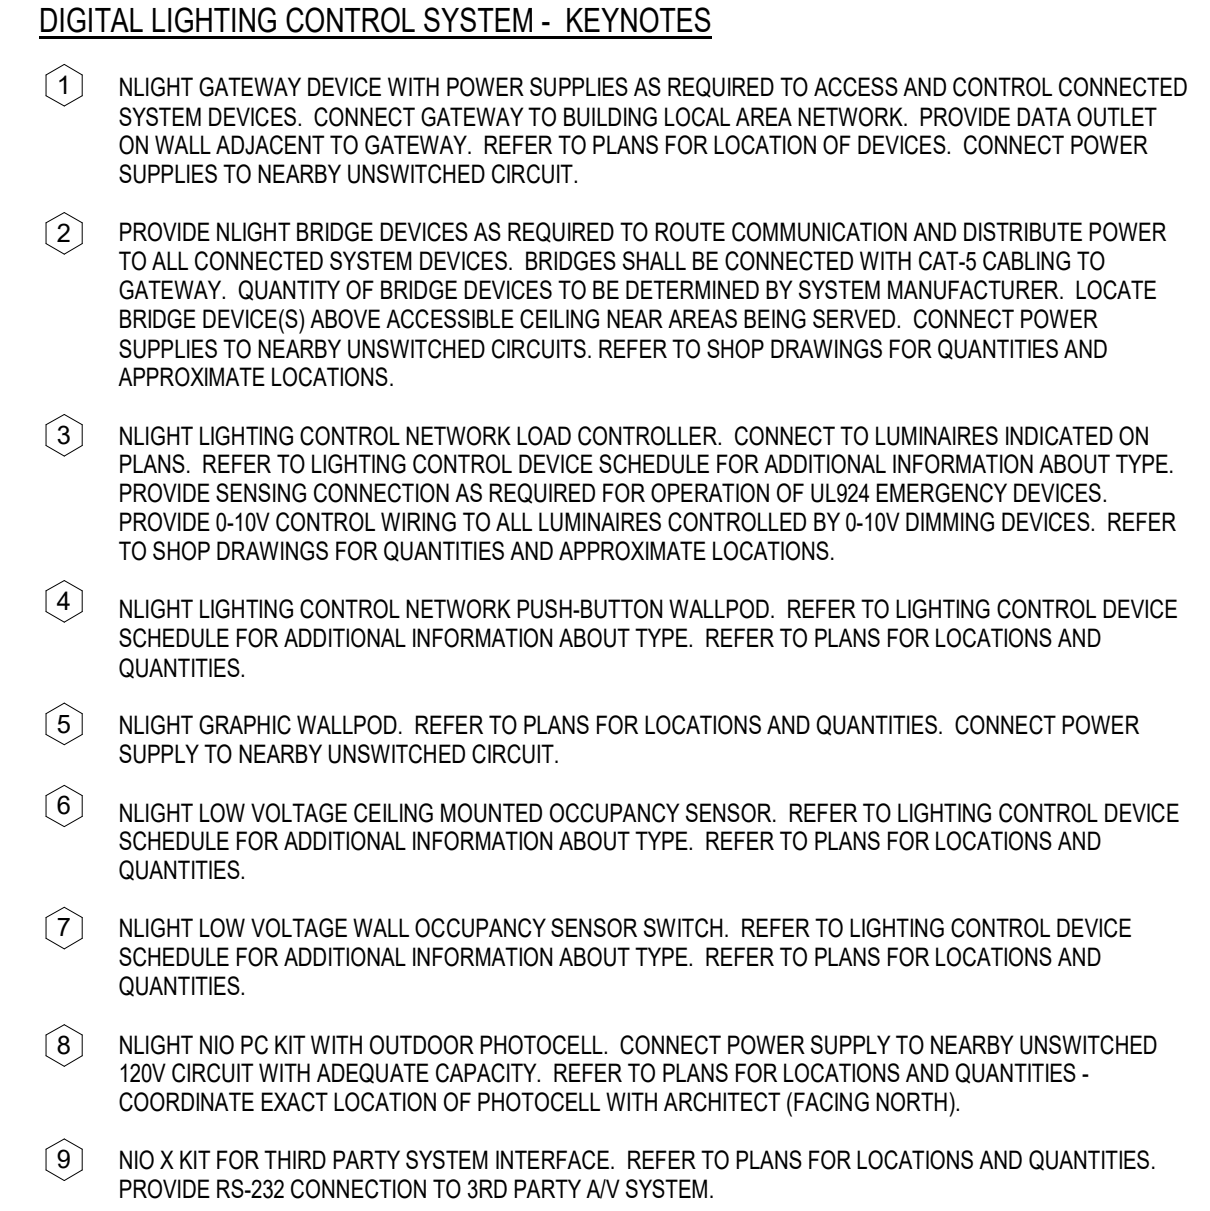 DIGITAL LIGHTING CONTROL SYSTEM - KEYNOTES
1 NLIGHT GATEWAY DEVICE WITH POWER SUPPLIES AS REQUIRED TO ACCESS AND CONTROL CONNECTED
SYSTEM DEVICES. CONNECT GATEWAY TO BUILDING LOCAL AREA NETWORK. PROVIDE DATA OUTLET
ON WALL ADJACENT TO GATEWAY. REFER TO PLANS FOR LOCATION OF DEVICES. CONNECT POWER
SUPPLIES TO NEARBY UNSWITCHED CIRCUIT.
2 PROVIDE NLIGHT BRIDGE DEVICES AS REQUIRED TO ROUTE COMMUNICATION AND DISTRIBUTE POWER
TO ALL CONNECTED SYSTEM DEVICES. BRIDGES SHALL BE CONNECTED WITH CAT-5 CABLING TO
GATEWAY. QUANTITY OF BRIDGE DEVICES TO BE DETERMINED BY SYSTEM MANUFACTURER. LOCATE
BRIDGE DEVICE(S) ABOVE ACCESSIBLE CEILING NEAR AREAS BEING SERVED. CONNECT POWER
SUPPLIES TO NEARBY UNSWITCHED CIRCUITS. REFER TO SHOP DRAWINGS FOR QUANTITIES AND
APPROXIMATE LOCATIONS.
3 NLIGHT LIGHTING CONTROL NETWORK LOAD CONTROLLER. CONNECT TO LUMINAIRES INDICATED ON
PLANS. REFER TO LIGHTING CONTROL DEVICE SCHEDULE FOR ADDITIONAL INFORMATION ABOUT TYPE.
PROVIDE SENSING CONNECTION AS REQUIRED FOR OPERATION OF UL924 EMERGENCY DEVICES.
PROVIDE 0-10V CONTROL WIRING TO ALL LUMINAIRES CONTROLLED BY 0-10V DIMMING DEVICES. REFER
TO SHOP DRAWINGS FOR QUANTITIES AND APPROXIMATE LOCATIONS.
4 NLIGHT LIGHTING CONTROL NETWORK PUSH-BUTTON WALLPOD. REFER TO LIGHTING CONTROL DEVICE
SCHEDULE FOR ADDITIONAL INFORMATION ABOUT TYPE. REFER TO PLANS FOR LOCATIONS AND
QUANTITIES.
5 NLIGHT GRAPHIC WALLPOD. REFER TO PLANS FOR LOCATIONS AND QUANTITIES. CONNECT POWER
SUPPLY TO NEARBY UNSWITCHED CIRCUIT.
6 NLIGHT LOW VOLTAGE CEILING MOUNTED OCCUPANCY SENSOR. REFER TO LIGHTING CONTROL DEVICE
SCHEDULE FOR ADDITIONAL INFORMATION ABOUT TYPE. REFER TO PLANS FOR LOCATIONS AND
QUANTITIES.
7 NLIGHT LOW VOLTAGE WALL OCCUPANCY SENSOR SWITCH. REFER TO LIGHTING CONTROL DEVICE
SCHEDULE FOR ADDITIONAL INFORMATION ABOUT TYPE. REFER TO PLANS FOR LOCATIONS AND
QUANTITIES.
8 NLIGHT NIO PC KIT WITH OUTDOOR PHOTOCELL. CONNECT POWER SUPPLY TO NEARBY UNSWITCHED
120V CIRCUIT WITH ADEQUATE CAPACITY. REFER TO PLANS FOR LOCATIONS AND QUANTITIES -
COORDINATE EXACT LOCATION OF PHOTOCELL WITH ARCHITECT (FACING NORTH).
9 NIO X KIT FOR THIRD PARTY SYSTEM INTERFACE. REFER TO PLANS FOR LOCATIONS AND QUANTITIES.
PROVIDE RS-232 CONNECTION TO 3RD PARTY A/V SYSTEM.